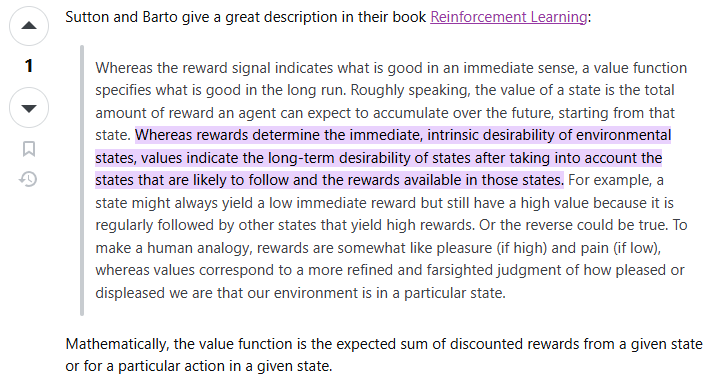 Sutton and Barto give a great description in their book Reinforcement Learning:
1
Whereas the reward signal indicates what is good in an immediate sense, a value function
specifies what is good in the long run. Roughly speaking, the value of a state is the total
amount of reward an agent can expect to accumulate over the future, starting from that
state. Whereas rewards determine the immediate, intrinsic desirability of environmental
states, values indicate the long-term desirability of states after taking into account the
states that are likely to follow and the rewards available in those states. For example, a
state might always yield a low immediate reward but still have a high value because it is
regularly followed by other states that yield high rewards. Or the reverse could be true. To
make a human analogy, rewards are somewhat like pleasure (if high) and pain (if low),
whereas values correspond to a more refined and farsighted judgment of how pleased or
displeased we are that our environment is in a particular state.
Mathematically, the value function is the expected sum of discounted rewards from a given state
or for a particular action in a given state.